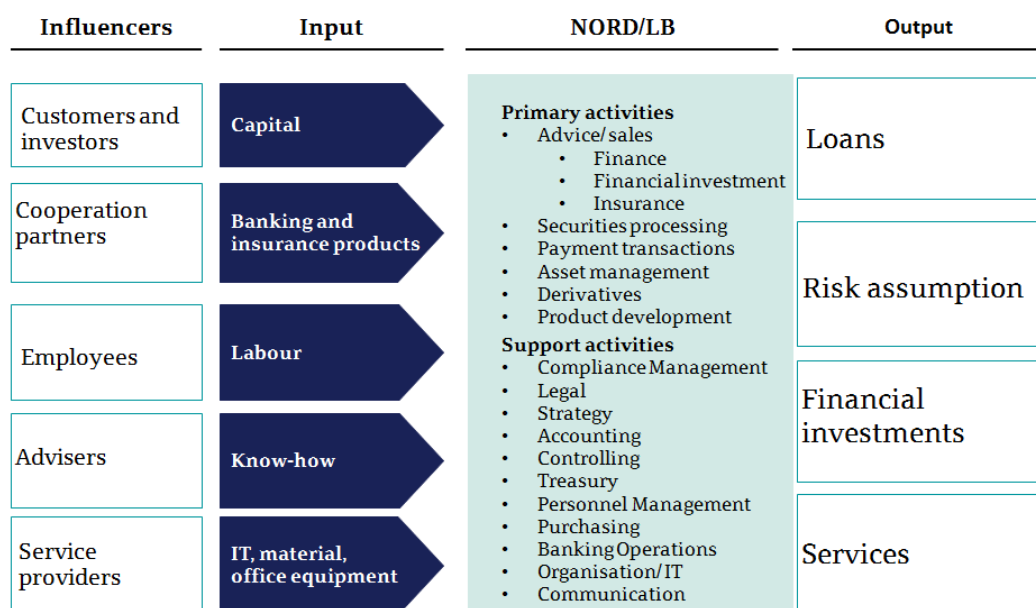 Influencers
Input
NORD/LB
Output
Customers and
investors
Cooperation
partners
Employees
Advisers
Service
providers
Capital
Banking and
insurance products
Labour
Know-how
IT, material,
office equipment
Primary activities
• Advice/ sales
• Finance
• Financial investment
• Insurance
• Securities processing
• Payment transactions
• Asset management
• Derivatives
• Product development
Support activities
• Compliance Management
• Legal
• Strategy
• Accounting
• Controlling
• Treasury
• Personnel Management
• Purchasing
• Banking Operations
• Organisation/ IT
• Communication
Loans
Risk assumption
Financial
investments
Services